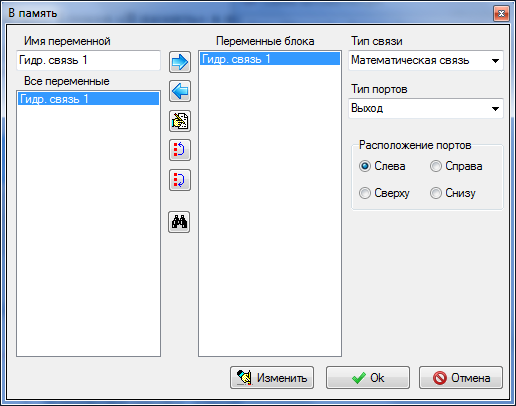 В память
Имя переменной
Гидр. связь 1
Все переменные
Гидр. связь 1
Переменные блока
Гидр. связь 1
Тип связи
Математическая связь
Тип портов
Выход
Расположение портов
Слева Справа
Сверху Снизу
Изменить Ok Отмена